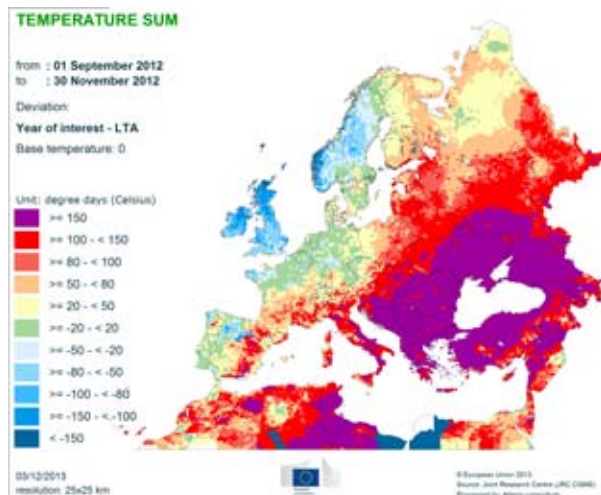 TEMPERATURE SUM
from : 01 September 2012
to : 30 November 2012
Deviation:
Year of interest - LTA
Base temperature: 0
Unit: degree days (Celsius)
>= 150
>= 100 - < 150
>= 80 - < 100
>= 50 - < 80
>= 20 - < 50
>= -20 - < 20
>= -50 - < -20
>= -80 - < -50
>= -100 - < -80
>= -150 - < -100
< -150
03/12/2013
resolution: 25x25 km
© European Union 2013
Source: Joint Research Centre (JRC CGMS)